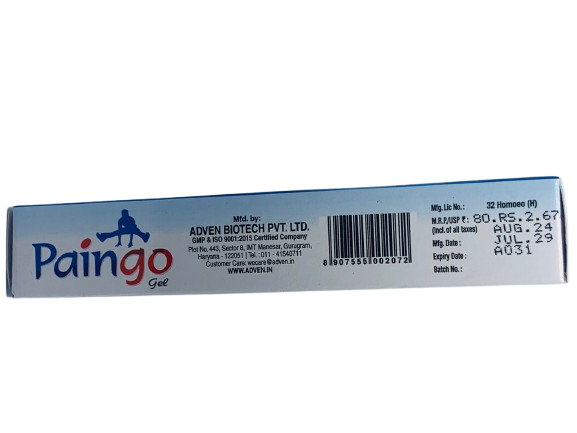 Paingo
Gel
Mfd. by:
ADVEN BIOTECH PVT. LTD.
GMP & ISO 9001:2015 Certified Company
Plot No. 443, Sector 8, IMT Manesar, Gurugram,
Haryana - 122051 | Tel. : 011 - 41540711
Customer Care: wecare@adven.in
WWW.ADVEN.IN
8 907555 002072
Mfg. Lic No.: 32 Homoeo (H)
M.R.P./USP ₹: 80.RS.2.67
(Incl. of all taxes) AUG.24
Mfg. Date : JUL.29
Expiry Date : A031
Batch No. :